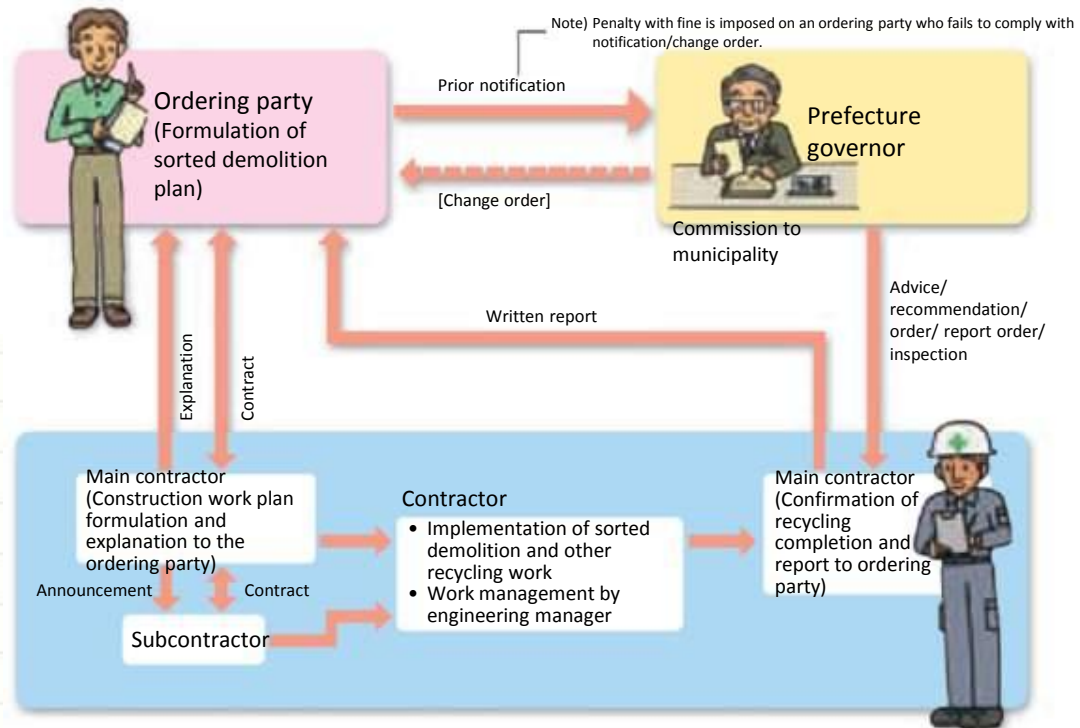 Note) Penalty with fine is imposed on an ordering party who fails to comply with
notification/change order.
Ordering party
(Formulation of
sorted demolition
plan)
Prior notification
[Change order]
Prefecture
governor
Commission to
municipality
Advice/
recommendation/
order/ report order/
inspection
Written report
Explanation
Contract
Main contractor
(Construction work plan
formulation and
explanation to the
ordering party)
Announcement
Contract
Subcontractor
Contractor
• Implementation of sorted
demolition and other
recycling work
• Work management by
engineering manager
Main contractor
(Confirmation of
recycling
completion and
report to ordering
party)